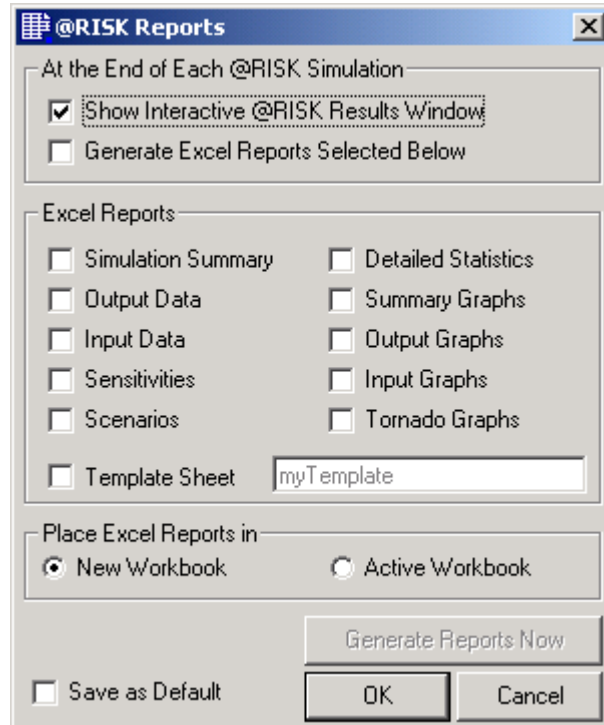 @RISK Reports
At the End of Each @RISK Simulation
Show Interactive @RISK Results Window
Generate Excel Reports Selected Below
Excel Reports
Simulation Summary
Detailed Statistics
Output Data
Summary Graphs
Input Data
Output Graphs
Sensitivities
Input Graphs
Scenarios
Tornado Graphs
Template Sheet
myTemplate
Place Excel Reports in
New Workbook
Active Workbook
Generate Reports Now
Save as Default
OK
Cancel